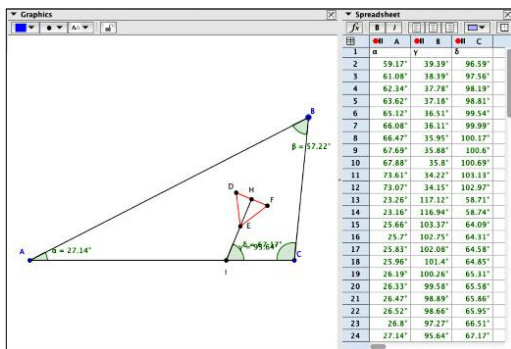 Graphics
Spreadsheet
B I
A B C
1 α γ δ
2 59.17° 39.39° 96.59°
3 61.08° 38.39° 97.56°
4 62.34° 37.78° 98.19°
5 63.62° 37.18° 98.81°
6 65.12° 36.51° 99.54°
7 66.08° 36.11° 99.99°
8 66.47° 35.95° 100.17°
9 67.69° 35.88° 100.6°
10 67.88° 35.8° 100.69°
11 73.61° 34.22° 103.13°
12 73.07° 34.15° 102.97°
13 23.26° 117.12° 58.71°
14 23.16° 116.94° 58.74°
15 25.66° 103.37° 64.09°
16 25.7° 102.75° 64.31°
17 25.83° 102.08° 64.58°
18 25.96° 101.4° 64.85°
19 26.19° 100.26° 65.31°
20 26.33° 99.58° 65.58°
21 26.47° 98.89° 65.86°
22 26.52° 98.66° 65.95°
23 26.8° 97.27° 66.51°
24 27.14° 95.64° 67.17°
B
β = 57.22°
D
H
F
E
A
α = 27.14°
C
I